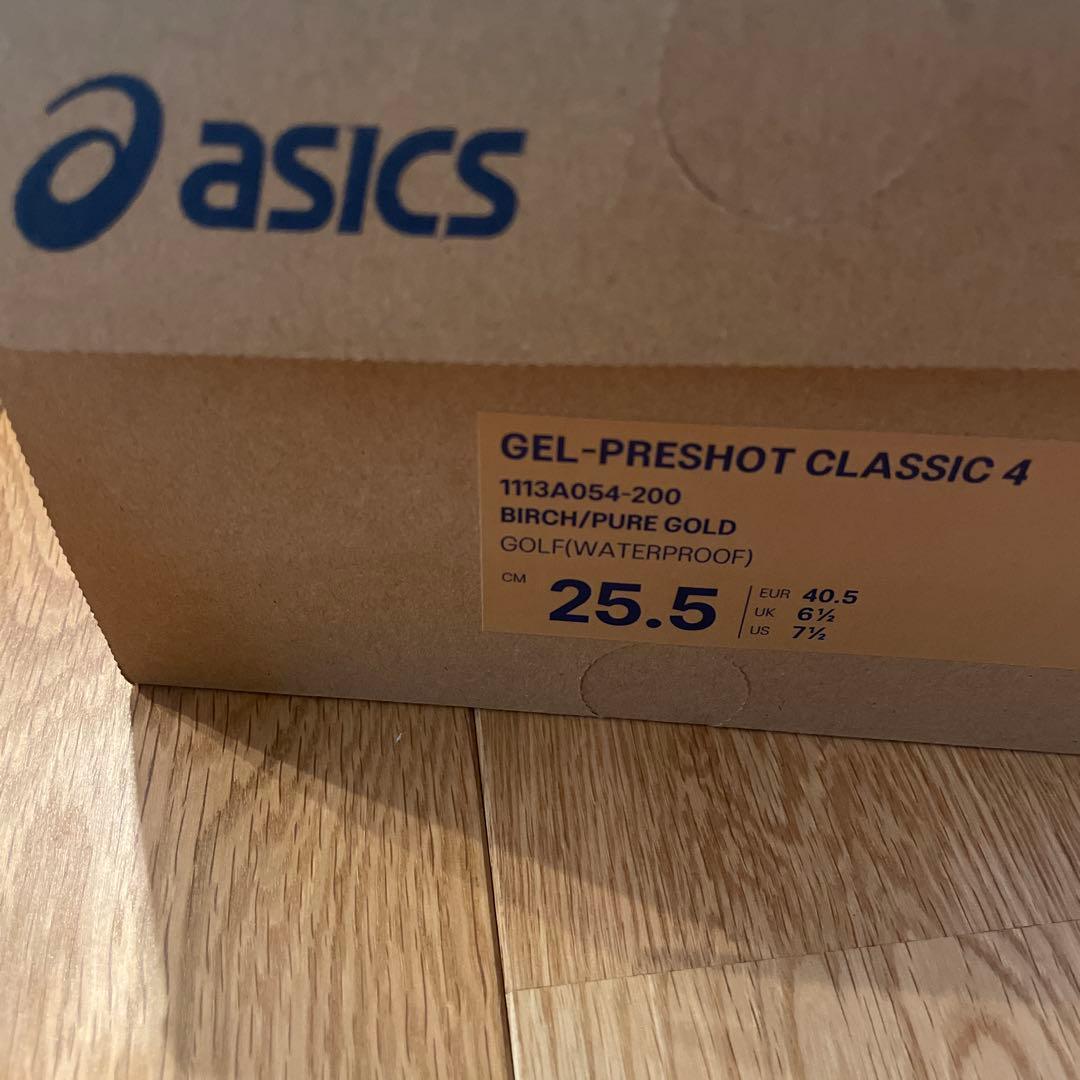 asics
GEL-PRESHOT CLASSIC 4
1113A054-200
BIRCH/PURE GOLD
GOLF(WATERPROOF)
CM 25.5
EUR 40.5
UK 6½
US 7½